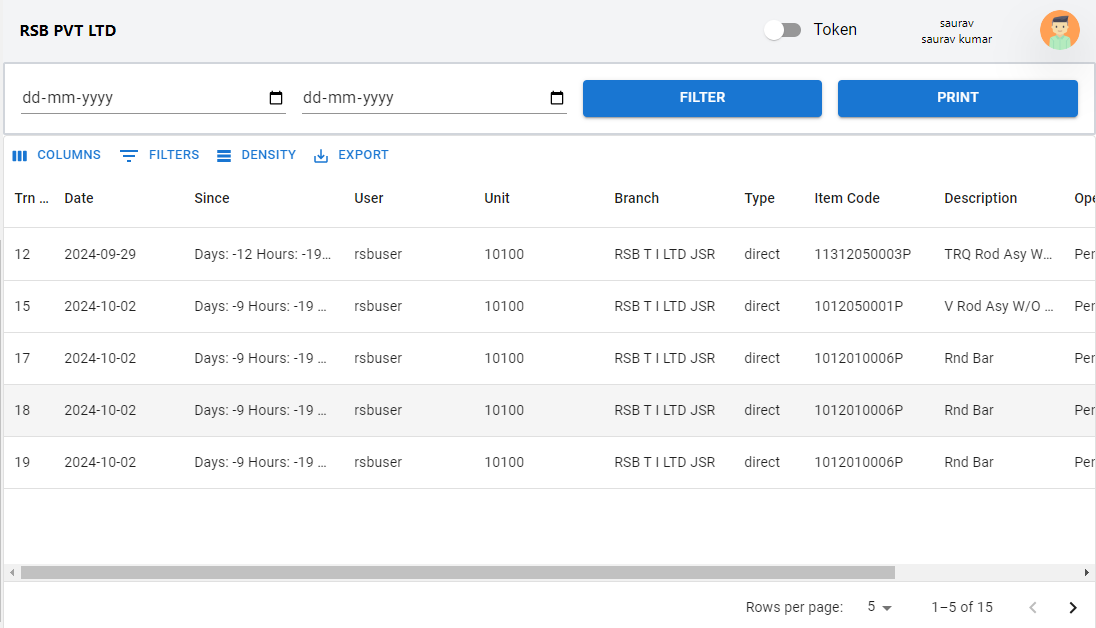 RSB PVT LTD
Token
saurav
saurav kumar
dd-mm-yyyy dd-mm-yyyy FILTER PRINT
COLUMNS FILTERS DENSITY EXPORT
Trn ... Date Since User Unit Branch Type Item Code Description Ope
12 2024-09-29 Days: -12 Hours: -19... rsbuser 10100 RSB T I LTD JSR direct 11312050003P TRQ Rod Asy W... Per
15 2024-10-02 Days: -9 Hours: -19 ... rsbuser 10100 RSB T I LTD JSR direct 1012050001P V Rod Asy W/O ... Per
17 2024-10-02 Days: -9 Hours: -19 ... rsbuser 10100 RSB T I LTD JSR direct 1012010006P Rnd Bar Per
18 2024-10-02 Days: -9 Hours: -19 ... rsbuser 10100 RSB T I LTD JSR direct 1012010006P Rnd Bar Per
19 2024-10-02 Days: -9 Hours: -19 ... rsbuser 10100 RSB T I LTD JSR direct 1012010006P Rnd Bar Per
Rows per page: 5 1–5 of 15